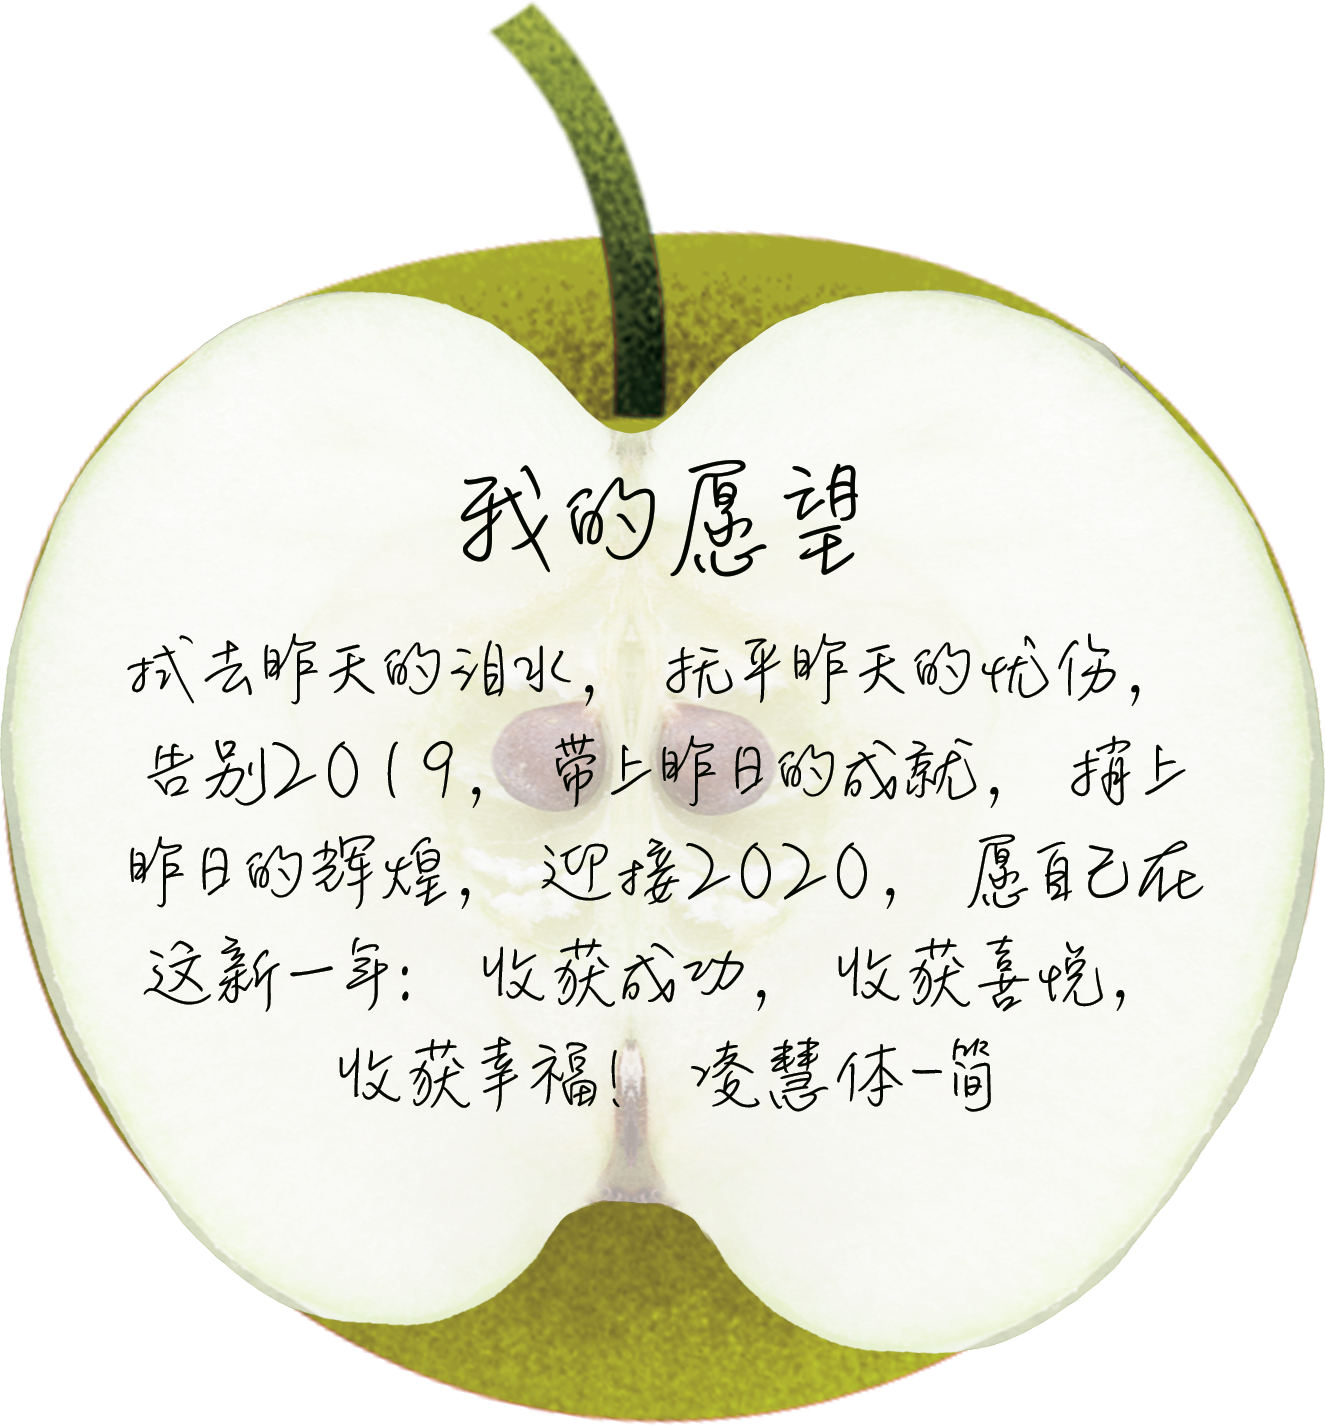 我的愿望
拭去昨天的泪水，抚平昨天的忧伤，
告别2019，带上昨日的成就，捎上
昨日的辉煌，迎接2020，愿自己在
这新一年：收获成功，收获喜悦，
收获幸福！凌慧体一简